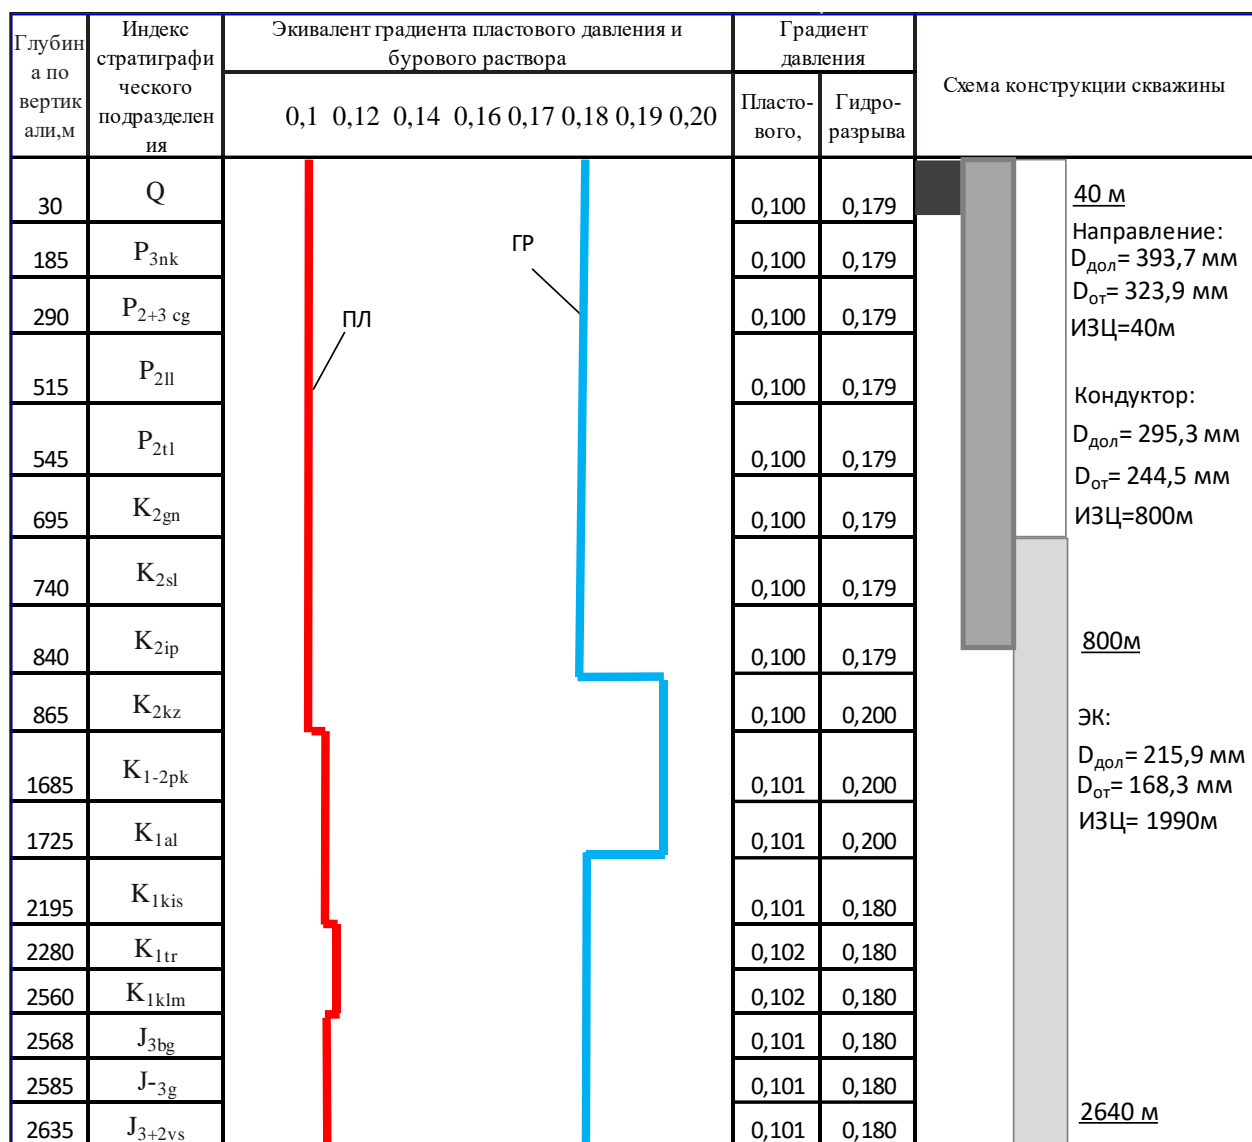 Глубин
а по
вертик
али,м
Индекс
стратиграфи
ческого
подразделен
ия
Экивалент градиента пластового давления и
бурового раствора
0,1 0,12 0,14 0,16 0,17 0,18 0,19 0,20
Градиент
давления
Пласто-
вого,
Гидро-
разрыва
Схема конструкции скважины
30 Q 0,100 0,179
185 P3nk 0,100 0,179
290 P2+3 cg 0,100 0,179
515 P2ll 0,100 0,179
545 P2tl 0,100 0,179
695 K2gn 0,100 0,179
740 K2sl 0,100 0,179
840 K2ip 0,100 0,179
865 K2kz 0,100 0,200
1685 K1-2pk 0,101 0,200
1725 K1al 0,101 0,200
2195 K1kis 0,101 0,180
2280 K1tr 0,102 0,180
2560 K1klm 0,102 0,180
2568 J3bg 0,101 0,180
2585 J-3g 0,101 0,180
2635 J3+2vs 0,101 0,180
ПЛ
ГР
40 м
Направление:
Dдол= 393,7 мм
Dот= 323,9 мм
ИЗЦ=40м
Кондуктор:
Dдол= 295,3 мм
Dот= 244,5 мм
ИЗЦ=800м
800м
ЭК:
Dдол= 215,9 мм
Dот= 168,3 мм
ИЗЦ= 1990м
2640 м